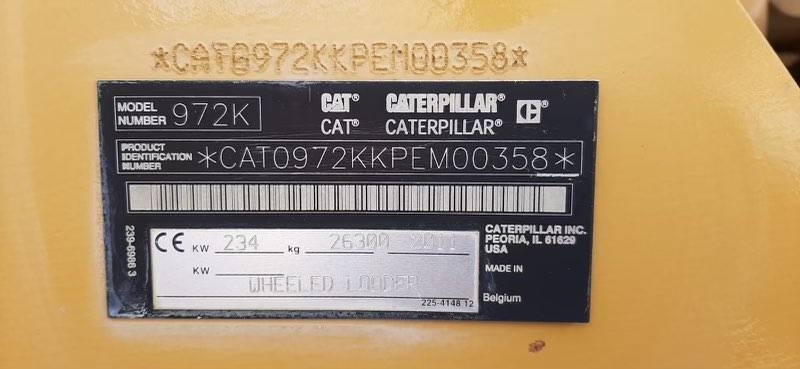 *CAT0972KKPEM00358*
MODEL NUMBER 972K
CAT® CATERPILLAR® C®
CAT® CATERPILLAR®
PRODUCT IDENTIFICATION NUMBER *CAT0972KKPEM00358*
239-6986 3
CE KW 234 kg 26300 2011
KW
WHEELED LOADER
225-4148 12
CATERPILLAR INC.
PEORIA, IL 61629
USA
MADE IN
Belgium